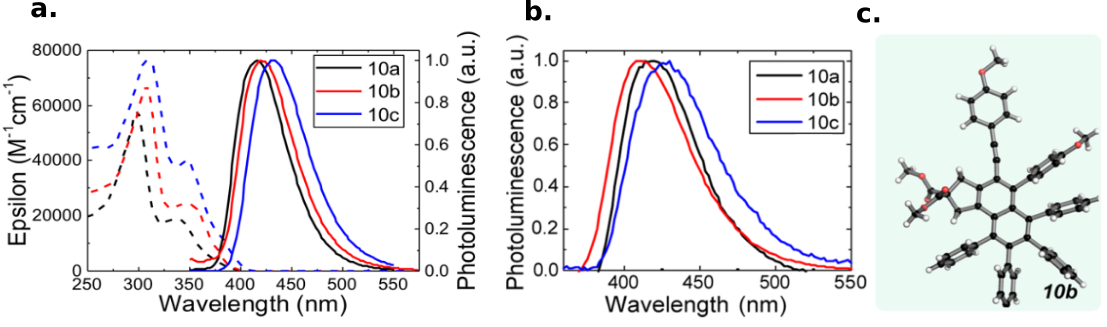 a.
80000
60000
40000
20000
0
Epsilon (M⁻¹cm⁻¹)
250 300 350 400 450 500 550
Wavelength (nm)
1.0
0.8
0.6
0.4
0.2
0.0
Photoluminescence (a.u.)
10a
10b
10c
b.
1.0
0.8
0.6
0.4
0.2
0.0
Photoluminescence (a.u.)
400 450 500 550
Wavelength (nm)
10a
10b
10c
c.
10b